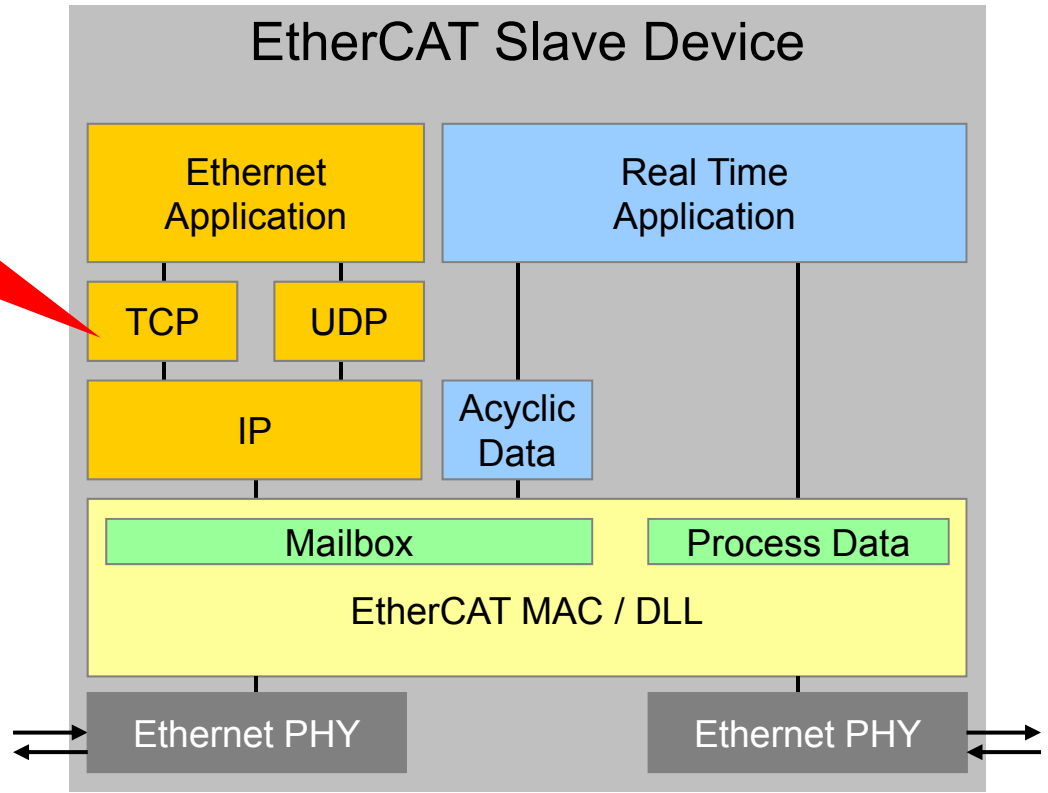 EtherCAT Slave Device
Ethernet
Application
Real Time
Application
TCP
UDP
IP
Acyclic
Data
Mailbox
Process Data
EtherCAT MAC / DLL
Ethernet PHY
Ethernet PHY